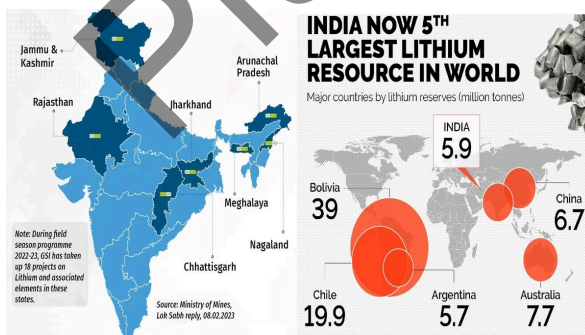 Jammu &
Kashmir
Arunachal
Pradesh
Rajasthan
Jharkhand
Meghalaya
Nagaland
Chhattisgarh
Note: During field
season programme
2022-23, GSI has taken
up 18 projects on
Lithium and associated
elements in these
states.
Source: Ministry of Mines,
Lok Sabh reply, 08.02.2023
INDIA NOW 5TH
LARGEST LITHIUM
RESOURCE IN WORLD
Major countries by lithium reserves (million tonnes)
INDIA
5.9
Bolivia
39
China
6.7
Chile
19.9
Argentina
5.7
Australia
7.7